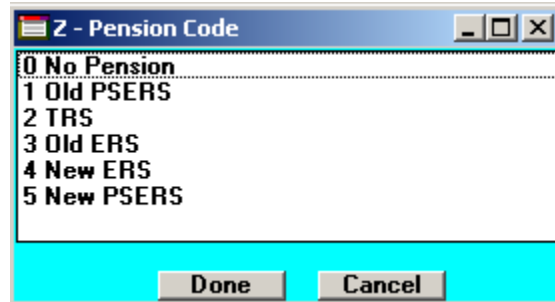 Z - Pension Code
0 No Pension
1 Old PSERS
2 TRS
3 Old ERS
4 New ERS
5 New PSERS
Done Cancel